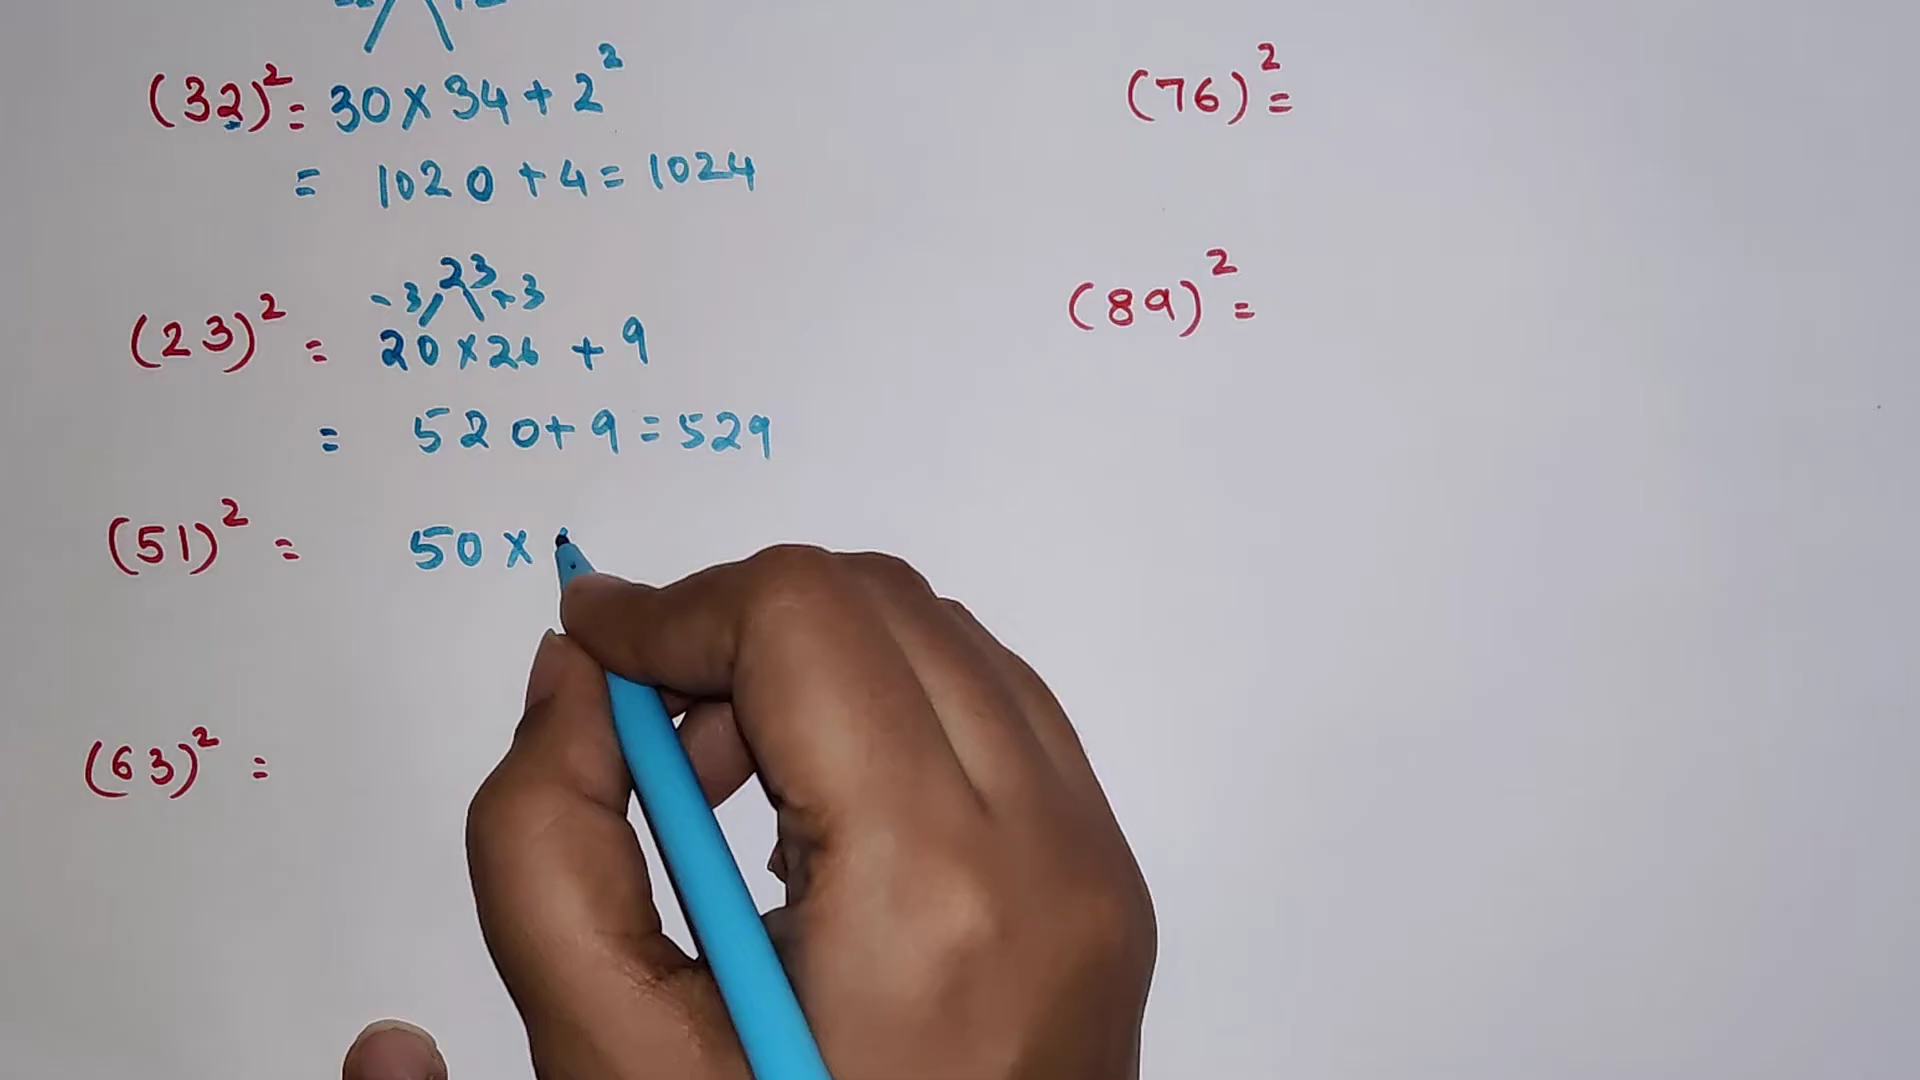 (32)² = 30 × 34 + 2²
= 1020 + 4 = 1024
23
-3 +3
(23)² = 20 × 26 + 9
= 520 + 9 = 529
(51)² = 50 ×
(63)² =
(76)² =
(89)² =